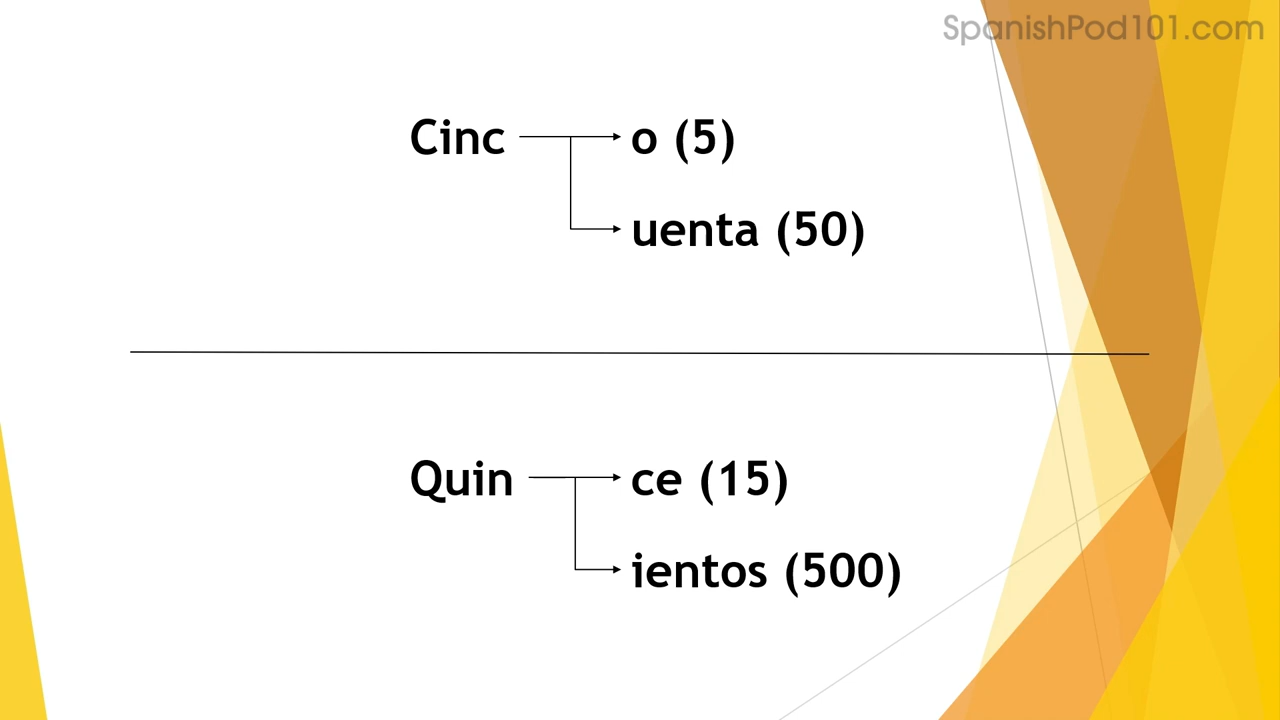 SpanishPod101.com
Cinc o (5)
uenta (50)
Quin ce (15)
ientos (500)